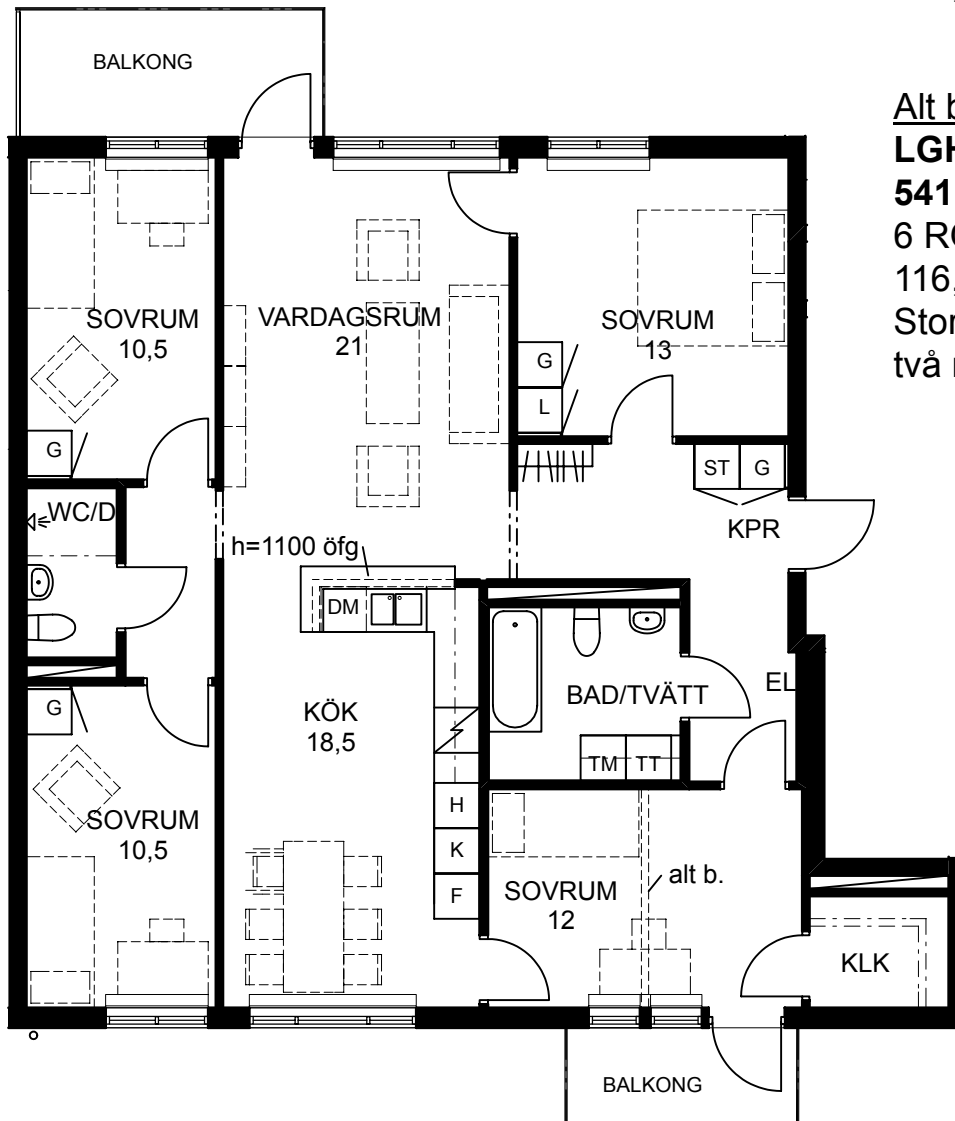 BALKONG
Alt b
LGH
541
6 RO
116,
Stor
två
SOVRUM
10,5
VARDAGSRUM
21
SOVRUM
13
G
L
G
ST
G
WC/D
KPR
h=1100 öfg
DM
G
KÖK
18,5
BAD/TVÄTT
EL
TM
TT
H
K
F
SOVRUM
10,5
alt b.
SOVRUM
12
KLK
BALKONG